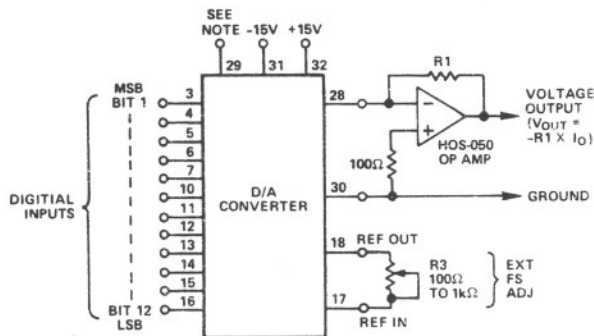 SEE
NOTE -15V +15V
29 31 32
R1
MSB
BIT 1 3
28
−
+
VOLTAGE
OUTPUT
(VOUT =
-R1 X IO)
HOS-050
OP AMP
4
5
6
7
10
11
12
13
14
15
100Ω
30
GROUND
DIGITIAL
INPUTS
D/A
CONVERTER
18 REF OUT
R3
100Ω
TO 1kΩ
EXT
FS
ADJ
17
REF IN
BIT 12 16
LSB